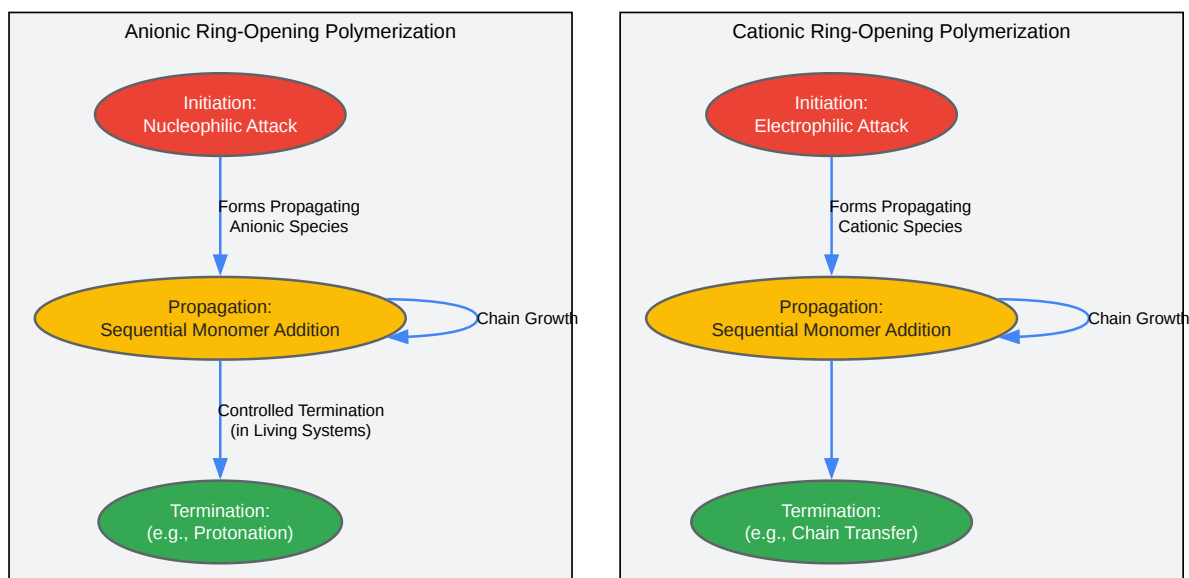 Anionic Ring-Opening Polymerization
Initiation:
Nucleophilic Attack
Forms Propagating
Anionic Species
Propagation:
Sequential Monomer Addition
Chain Growth
Controlled Termination
(in Living Systems)
Termination:
(e.g., Protonation)
Cationic Ring-Opening Polymerization
Initiation:
Electrophilic Attack
Forms Propagating
Cationic Species
Propagation:
Sequential Monomer Addition
Chain Growth
Termination:
(e.g., Chain Transfer)